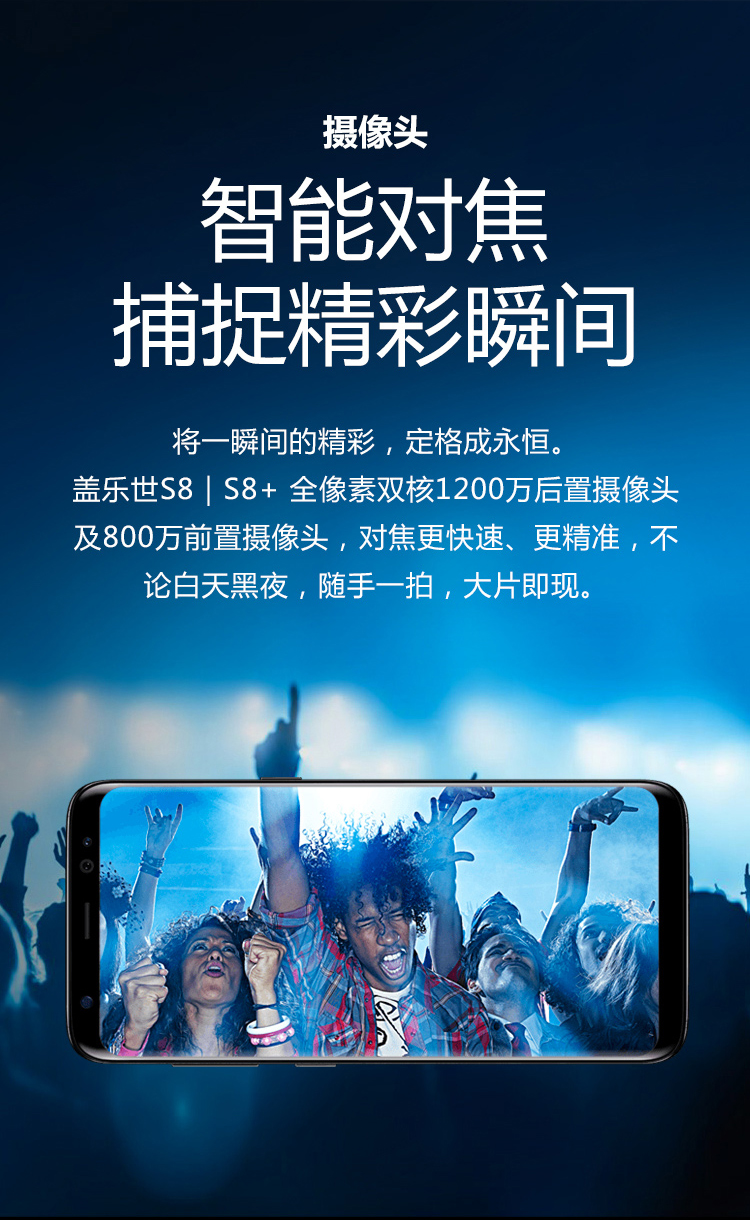 摄像头
智能对焦
捕捉精彩瞬间
将一瞬间的精彩，定格成永恒。
盖乐世S8 | S8+ 全像素双核1200万后置摄像头
及800万前置摄像头，对焦更快速、更精准，不
论白天黑夜，随手一拍，大片即现。